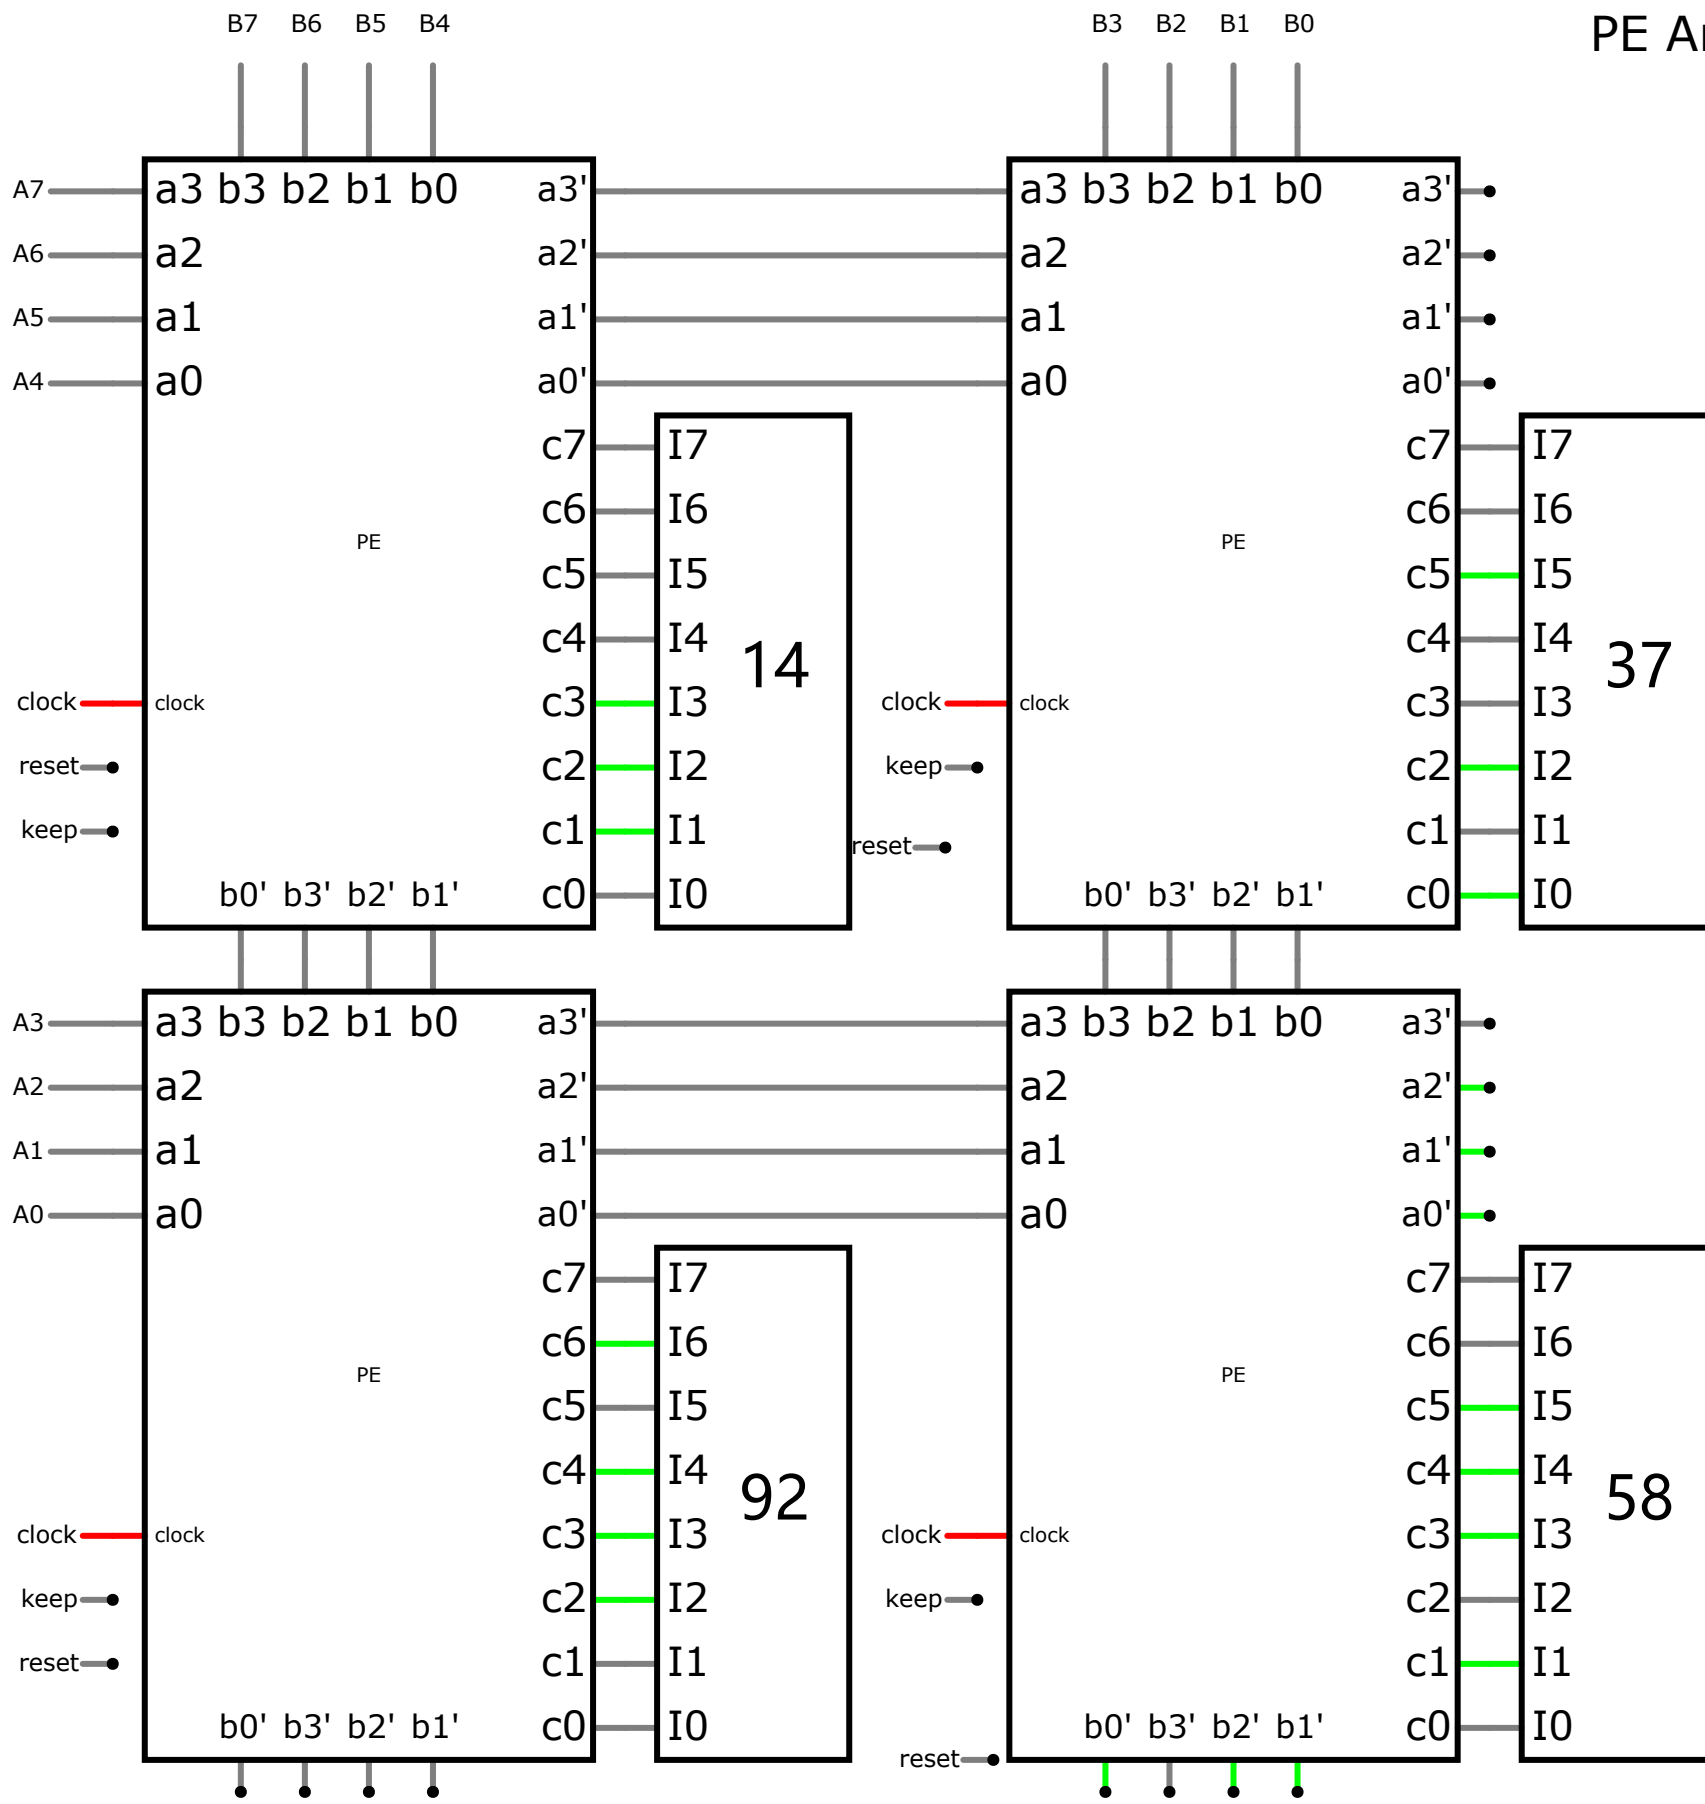 B7 B6 B5 B4 B3 B2 B1 B0 PE Ar
A7 a3 b3 b2 b1 b0 a3' a3 b3 b2 b1 b0 a3'
A6 a2 a2' a2 a2'
A5 a1 a1' a1 a1'
A4 a0 a0' a0 a0'
c7 I7 c7 I7
c6 I6 c6 I6
PE PE
c5 I5 c5 I5
c4 I4 14 c4 I4 37
clock clock c3 I3 clock clock c3 I3
reset c2 I2 keep c2 I2
keep c1 I1 reset c1 I1
b0' b3' b2' b1' c0 I0 b0' b3' b2' b1' c0 I0
A3 a3 b3 b2 b1 b0 a3' a3 b3 b2 b1 b0 a3'
A2 a2 a2' a2 a2'
A1 a1 a1' a1 a1'
A0 a0 a0' a0 a0'
c7 I7 c7 I7
c6 I6 c6 I6
PE PE
c5 I5 c5 I5
c4 I4 92 c4 I4 58
clock clock c3 I3 clock clock c3 I3
keep c2 I2 keep c2 I2
reset c1 I1 c1 I1
b0' b3' b2' b1' c0 I0 b0' b3' b2' b1' c0 I0
reset